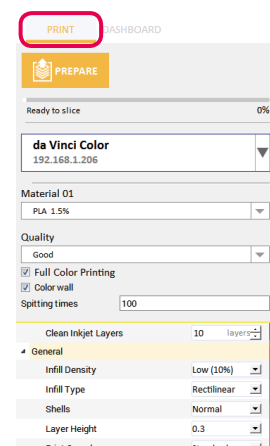 PRINT DASHBOARD
PREPARE
Ready to slice 0%
da Vinci Color
192.168.1.206
Material 01
PLA 1.5%
Quality
Good
Full Color Printing
Color wall
Spitting times 100
Clean Inkjet Layers 10 layers
General
Infill Density Low (10%)
Infill Type Rectilinear
Shells Normal
Layer Height 0.3